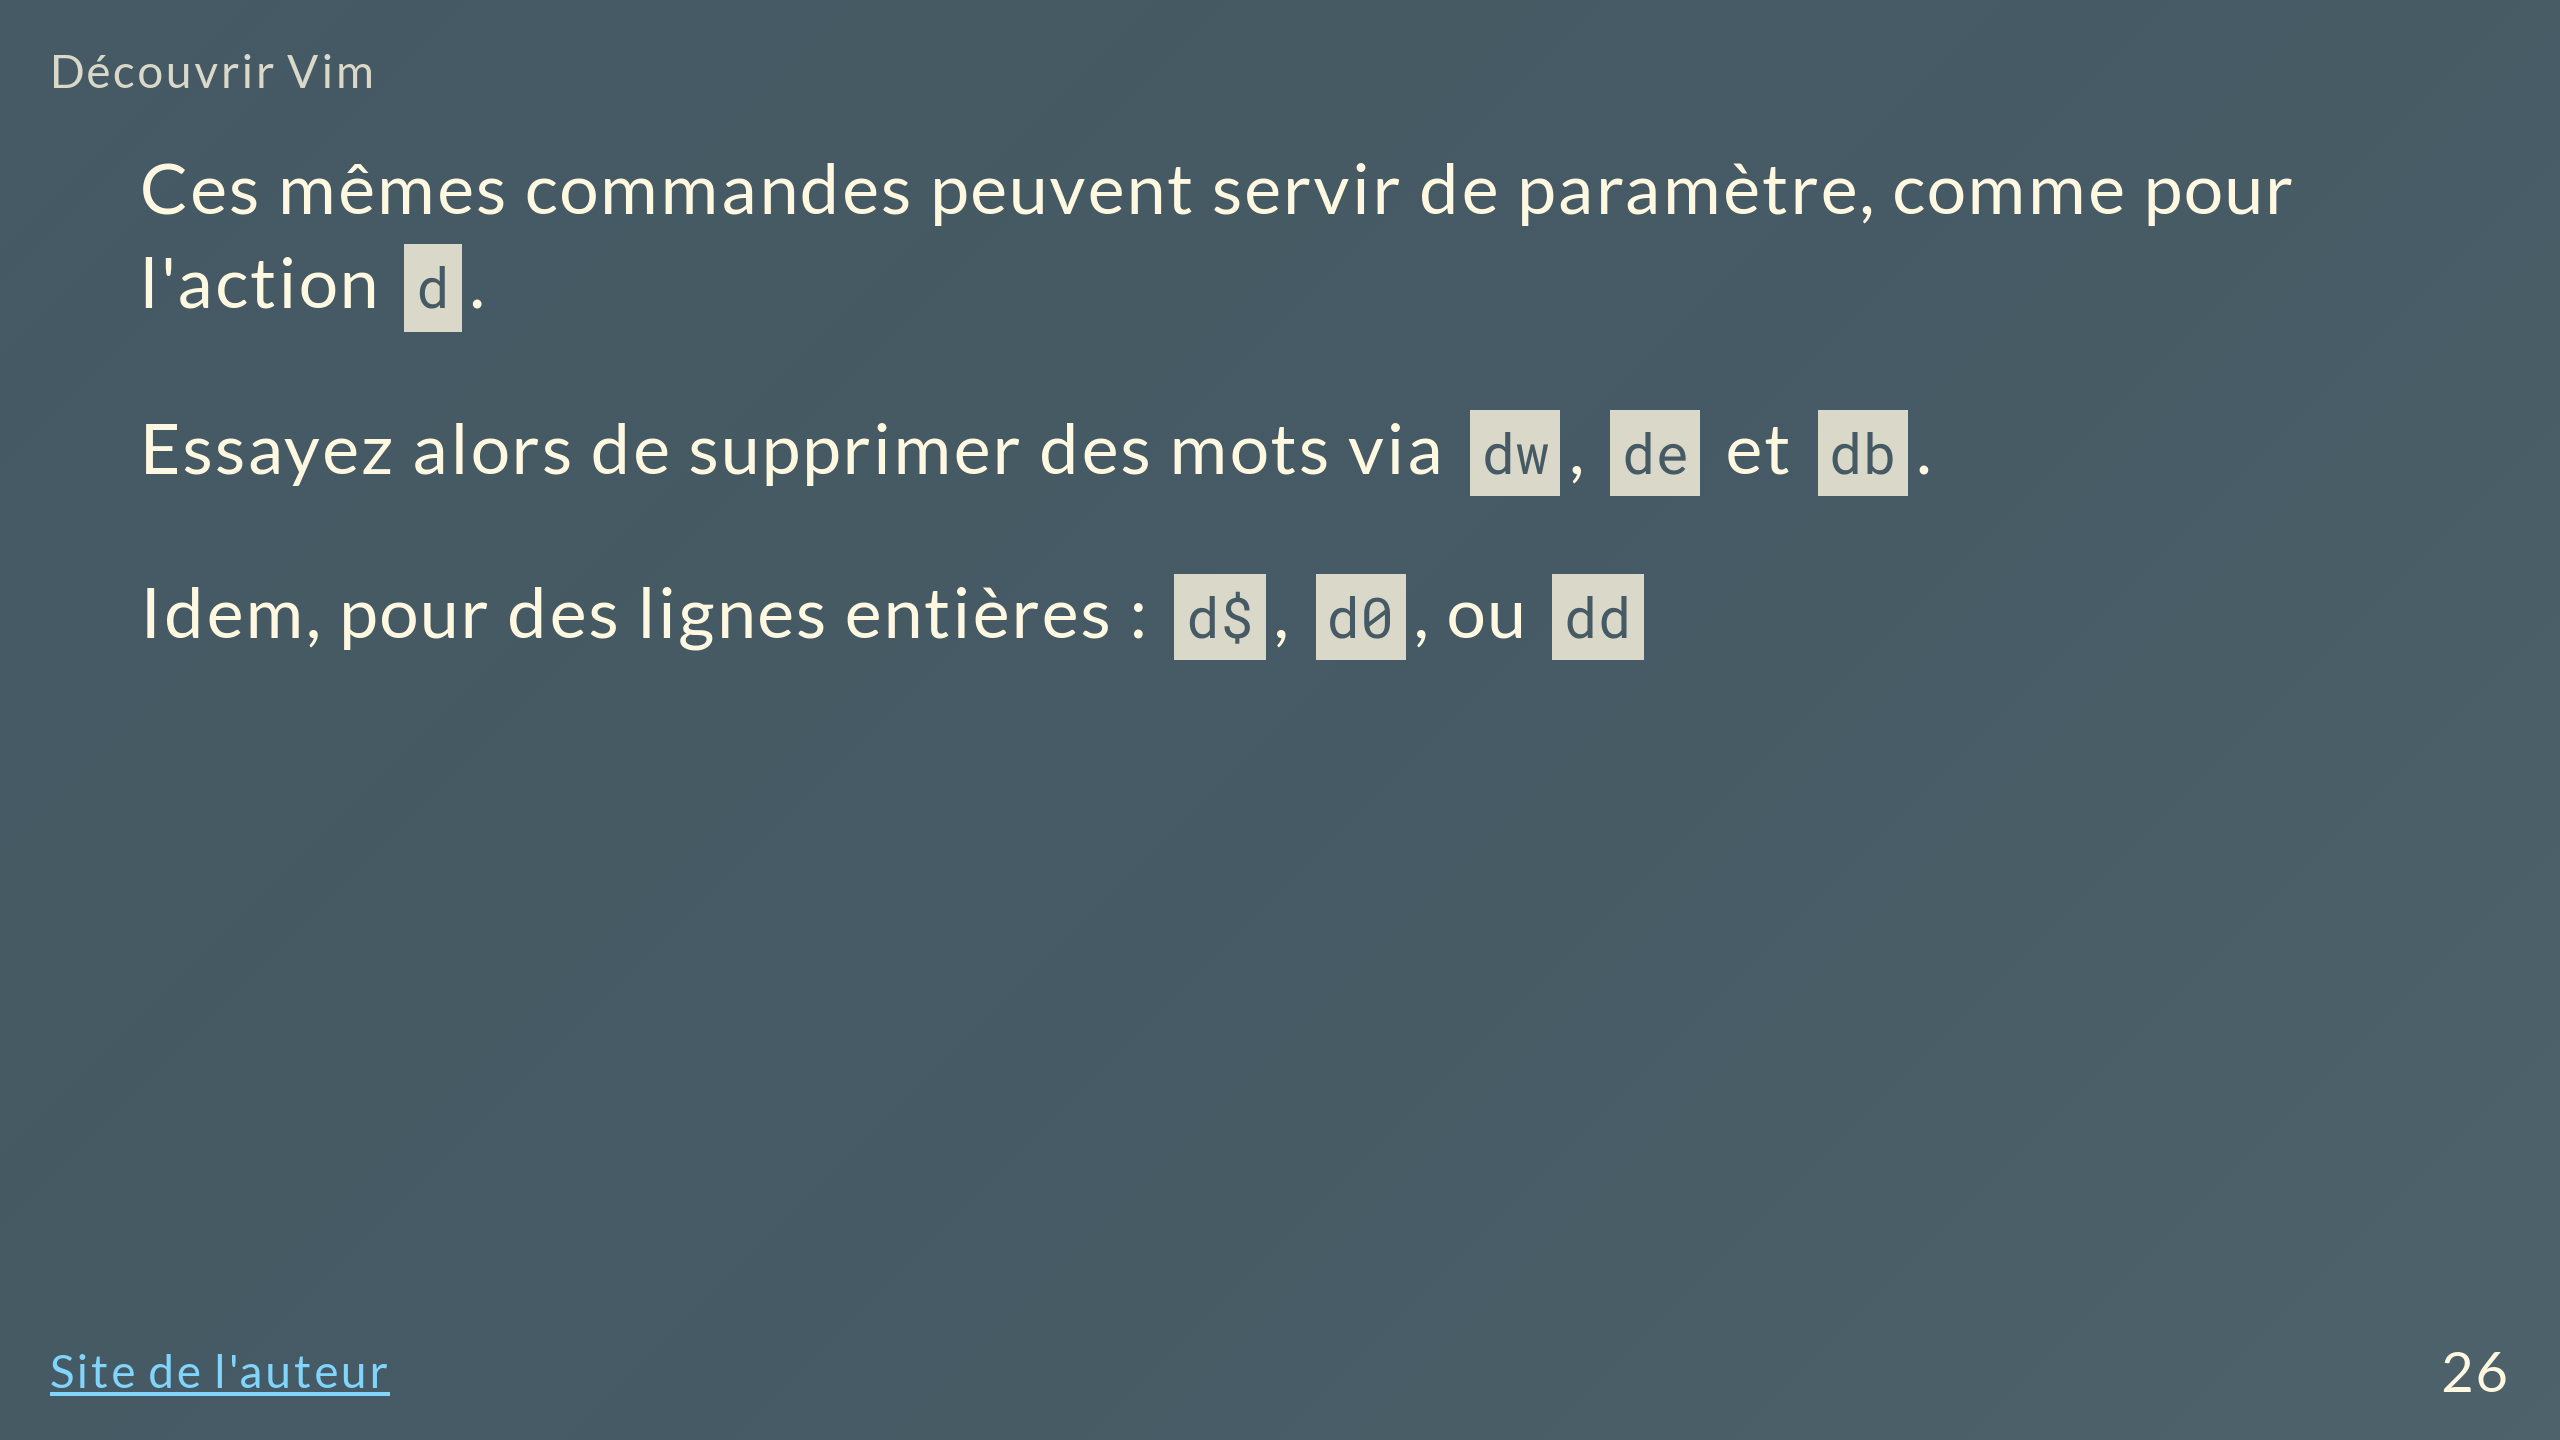 Découvrir Vim
Ces mêmes commandes peuvent servir de paramètre, comme pour
l'action d.
Essayez alors de supprimer des mots via dw, de et db.
Idem, pour des lignes entières : d$, d0, ou dd
Site de l'auteur
26